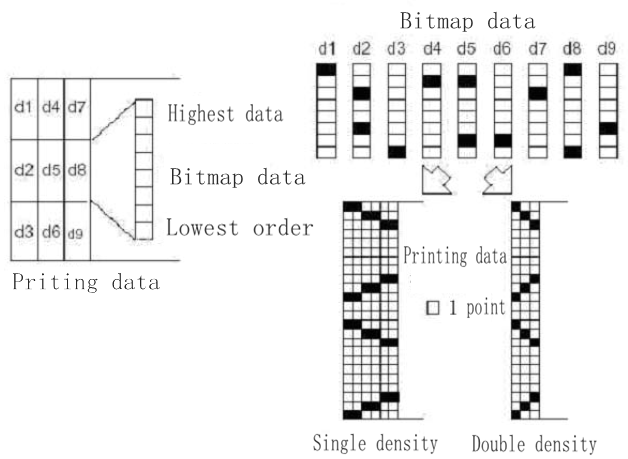 Bitmap data
d1 d2 d3 d4 d5 d6 d7 d8 d9
d1 d4 d7
d2 d5 d8
d3 d6 d9
Highest data
Bitmap data
Lowest order
Priting data
Printing data
1 point
Single density
Double density